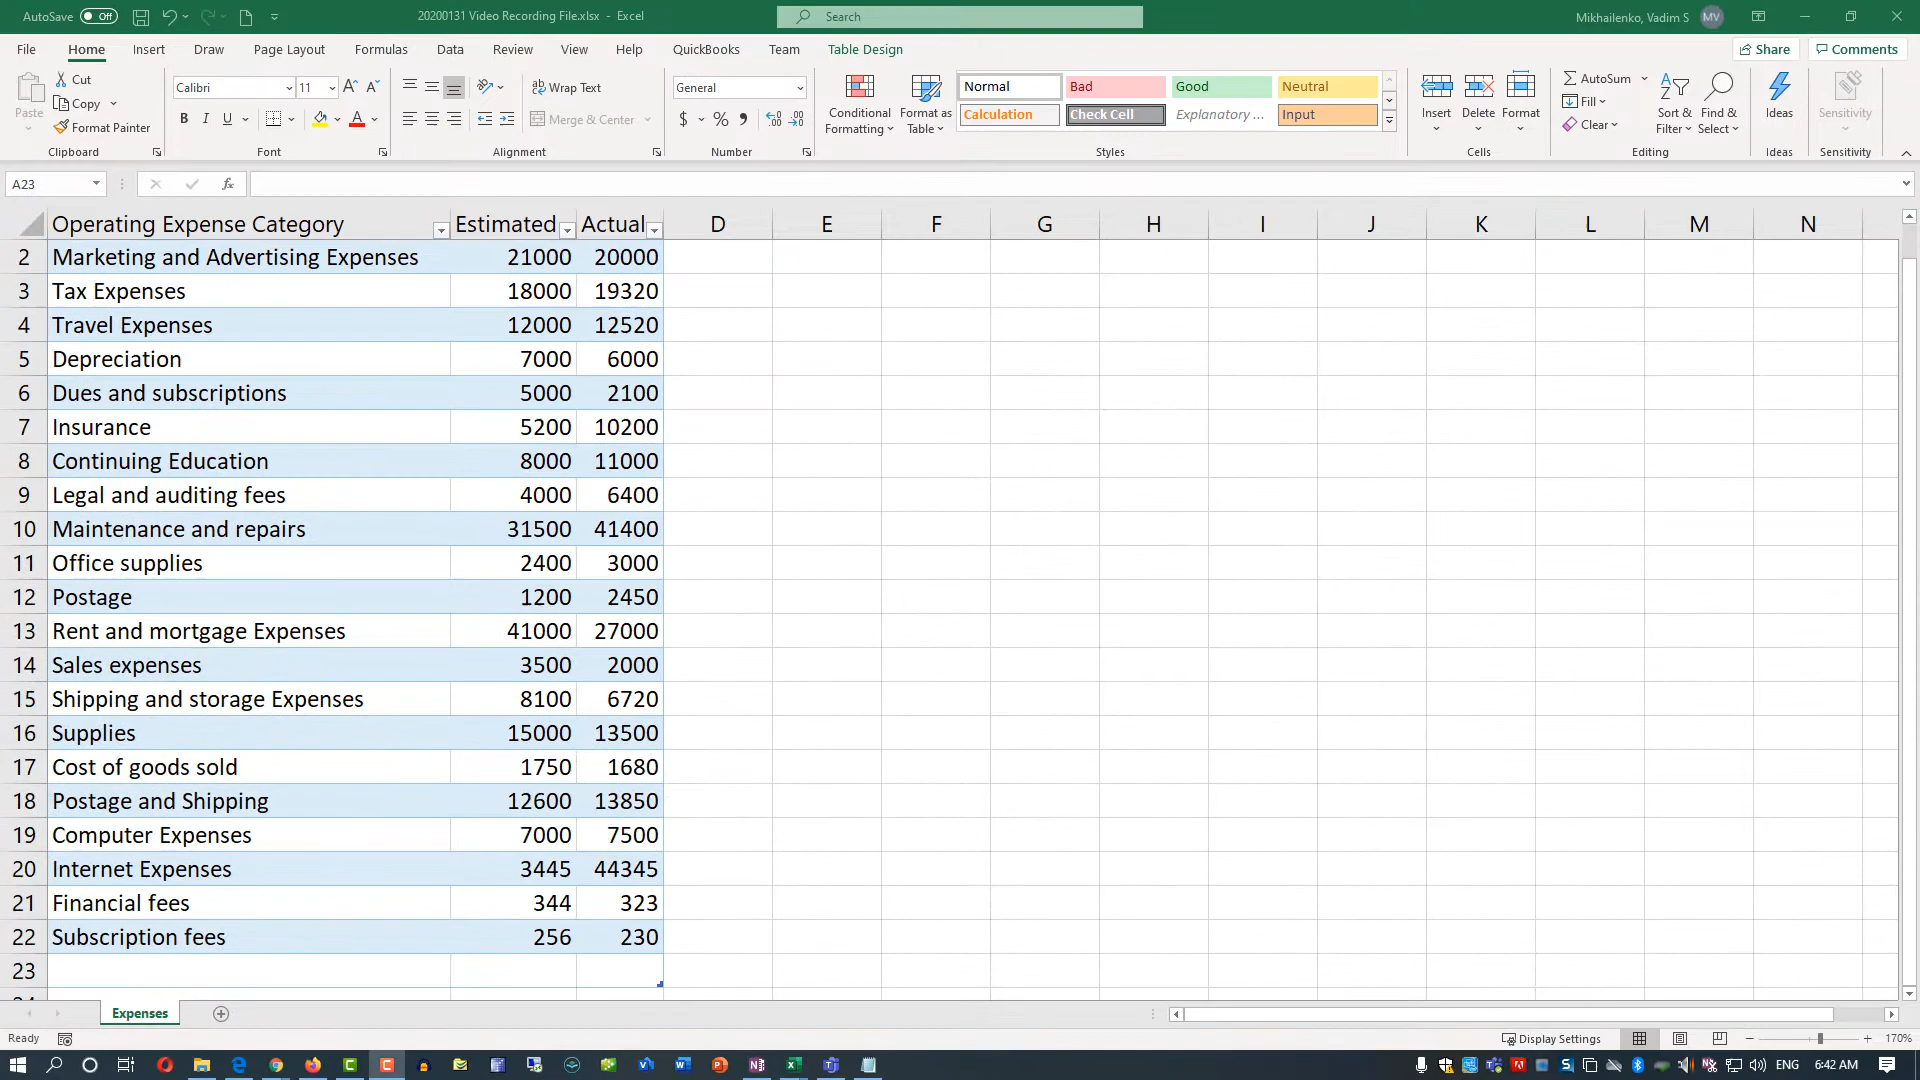 AutoSave Off 20200131 Video Recording File.xlsx - Excel Search Mikhailenko, Vadim S MV
File Home Insert Draw Page Layout Formulas Data Review View Help QuickBooks Team Table Design Share Comments
Paste Cut Copy Format Painter Clipboard
Calibri 11 B I U Font
Wrap Text Merge & Center Alignment
General $ % Number
Conditional Formatting Format as Table
Normal Bad Good Neutral
Calculation Check Cell Explanatory ... Input
Styles
Insert Delete Format Cells
AutoSum Fill Clear Sort & Filter Find & Select Editing
Ideas Ideas
Sensitivity Sensitivity
A23 fx
Operating Expense Category Estimated Actual D E F G H I J K L M N
2 Marketing and Advertising Expenses 21000 20000
3 Tax Expenses 18000 19320
4 Travel Expenses 12000 12520
5 Depreciation 7000 6000
6 Dues and subscriptions 5000 2100
7 Insurance 5200 10200
8 Continuing Education 8000 11000
9 Legal and auditing fees 4000 6400
10 Maintenance and repairs 31500 41400
11 Office supplies 2400 3000
12 Postage 1200 2450
13 Rent and mortgage Expenses 41000 27000
14 Sales expenses 3500 2000
15 Shipping and storage Expenses 8100 6720
16 Supplies 15000 13500
17 Cost of goods sold 1750 1680
18 Postage and Shipping 12600 13850
19 Computer Expenses 7000 7500
20 Internet Expenses 3445 44345
21 Financial fees 344 323
22 Subscription fees 256 230
23
24
Expenses
Ready Display Settings 170%
ENG 6:42 AM